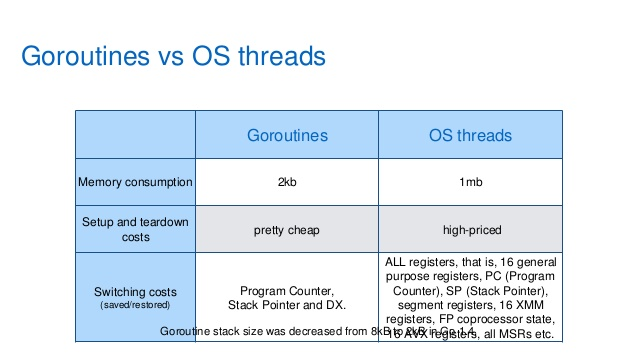 Goroutines vs OS threads
Goroutines
OS threads
Memory consumption
2kb
1mb
Setup and teardown
costs
pretty cheap
high-priced
Switching costs
(saved/restored)
Program Counter,
Stack Pointer and DX.
ALL registers, that is, 16 general
purpose registers, PC (Program
Counter), SP (Stack Pointer),
segment registers, 16 XMM
registers, FP coprocessor state,
16 AVX registers, all MSRs etc.
Goroutine stack size was decreased from 8kB to 2kB in Go 1.4.